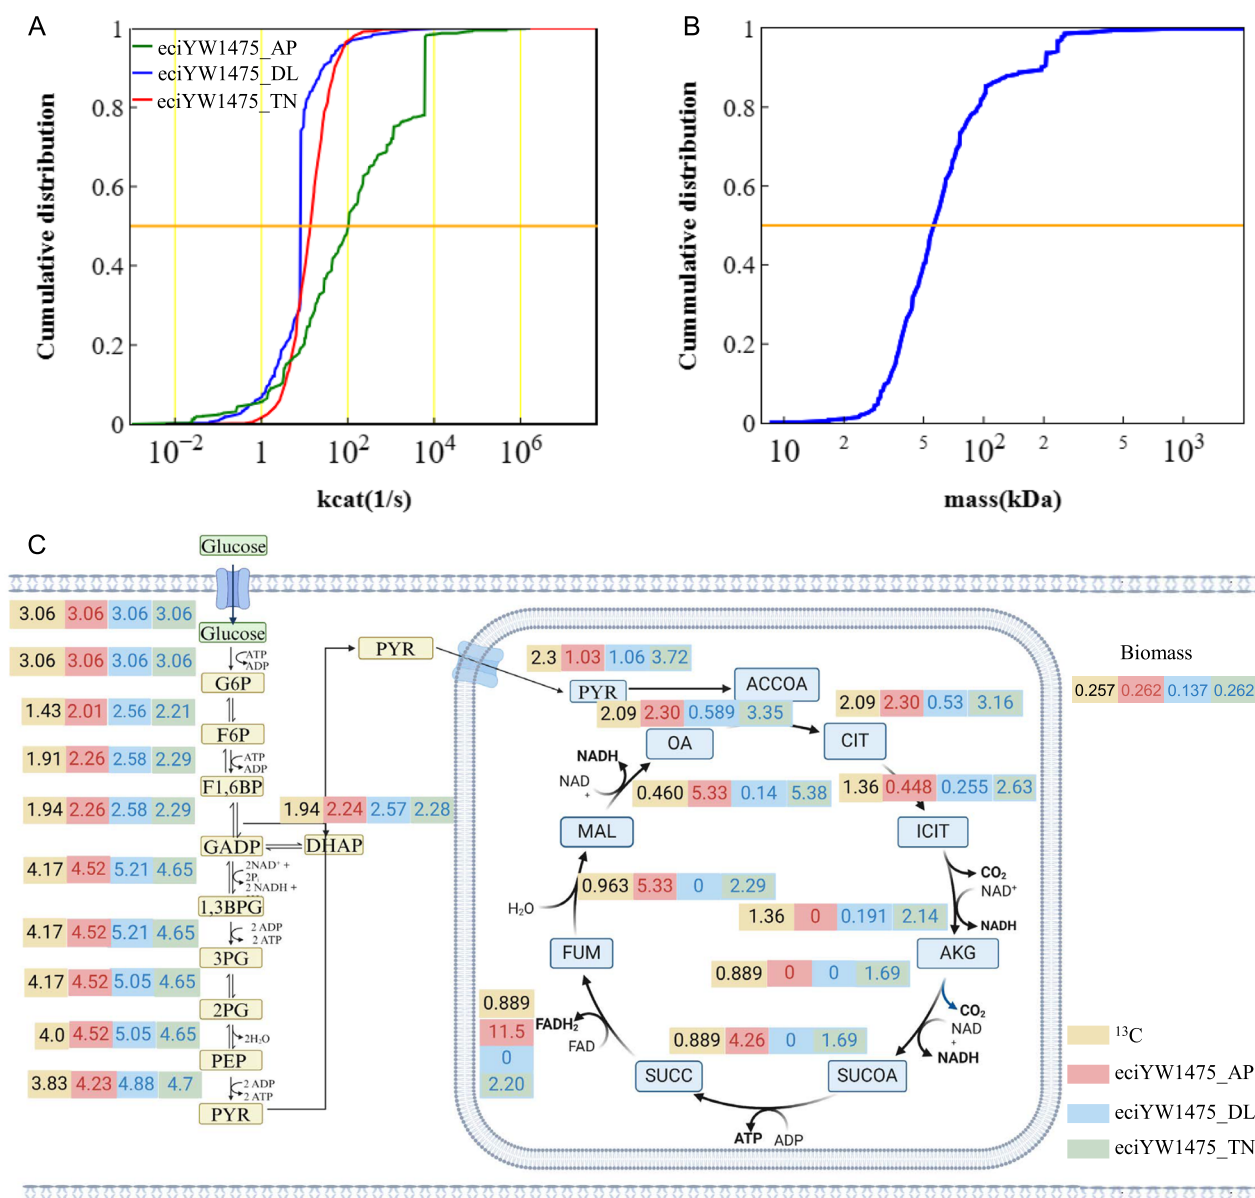 A
1
0.8
0.6
0.4
0.2
0
Cumulative distribution
eciYW1475_AP
eciYW1475_DL
eciYW1475_TN
10⁻² 1 10² 10⁴ 10⁶
kcat(1/s)
B
1
0.8
0.6
0.4
0.2
0
Cummulative distribution
10 2 5 10² 2 5 10³
mass(kDa)
C
Glucose
3.06 3.06 3.06 3.06
Glucose
ATP
ADP
3.06 3.06 3.06 3.06
G6P
1.43 2.01 2.56 2.21
F6P
1.91 2.26 2.58 2.29
ATP
ADP
F1,6BP
1.94 2.26 2.58 2.29
1.94 2.24 2.57 2.28
GADP
DHAP
4.17 4.52 5.21 4.65
2NAD⁺ +
2Pᵢ
2 NADH +
1,3BPG
4.17 4.52 5.21 4.65
2 ADP
2 ATP
3PG
4.17 4.52 5.05 4.65
2PG
4.0 4.52 5.05 4.65
2H₂O
PEP
3.83 4.23 4.88 4.7
2 ADP
2 ATP
PYR
PYR
2.3 1.03 1.06 3.72
PYR
ACCOA
2.09 2.30 0.589 3.35
2.09 2.30 0.53 3.16
OA
CIT
NADH
NAD
+
0.460 5.33 0.14 5.38
1.36 0.448 0.255 2.63
MAL
ICIT
CO₂
NAD⁺
NADH
0.963 5.33 0 2.29
H₂O
1.36 0 0.191 2.14
FUM
AKG
0.889 0 0 1.69
CO₂
NAD
+
NADH
0.889
11.5
0
2.20
FADH₂
FAD
0.889 4.26 0 1.69
SUCC
SUCOA
ATP ADP
Biomass
0.257 0.262 0.137 0.262
¹³C
eciYW1475_AP
eciYW1475_DL
eciYW1475_TN